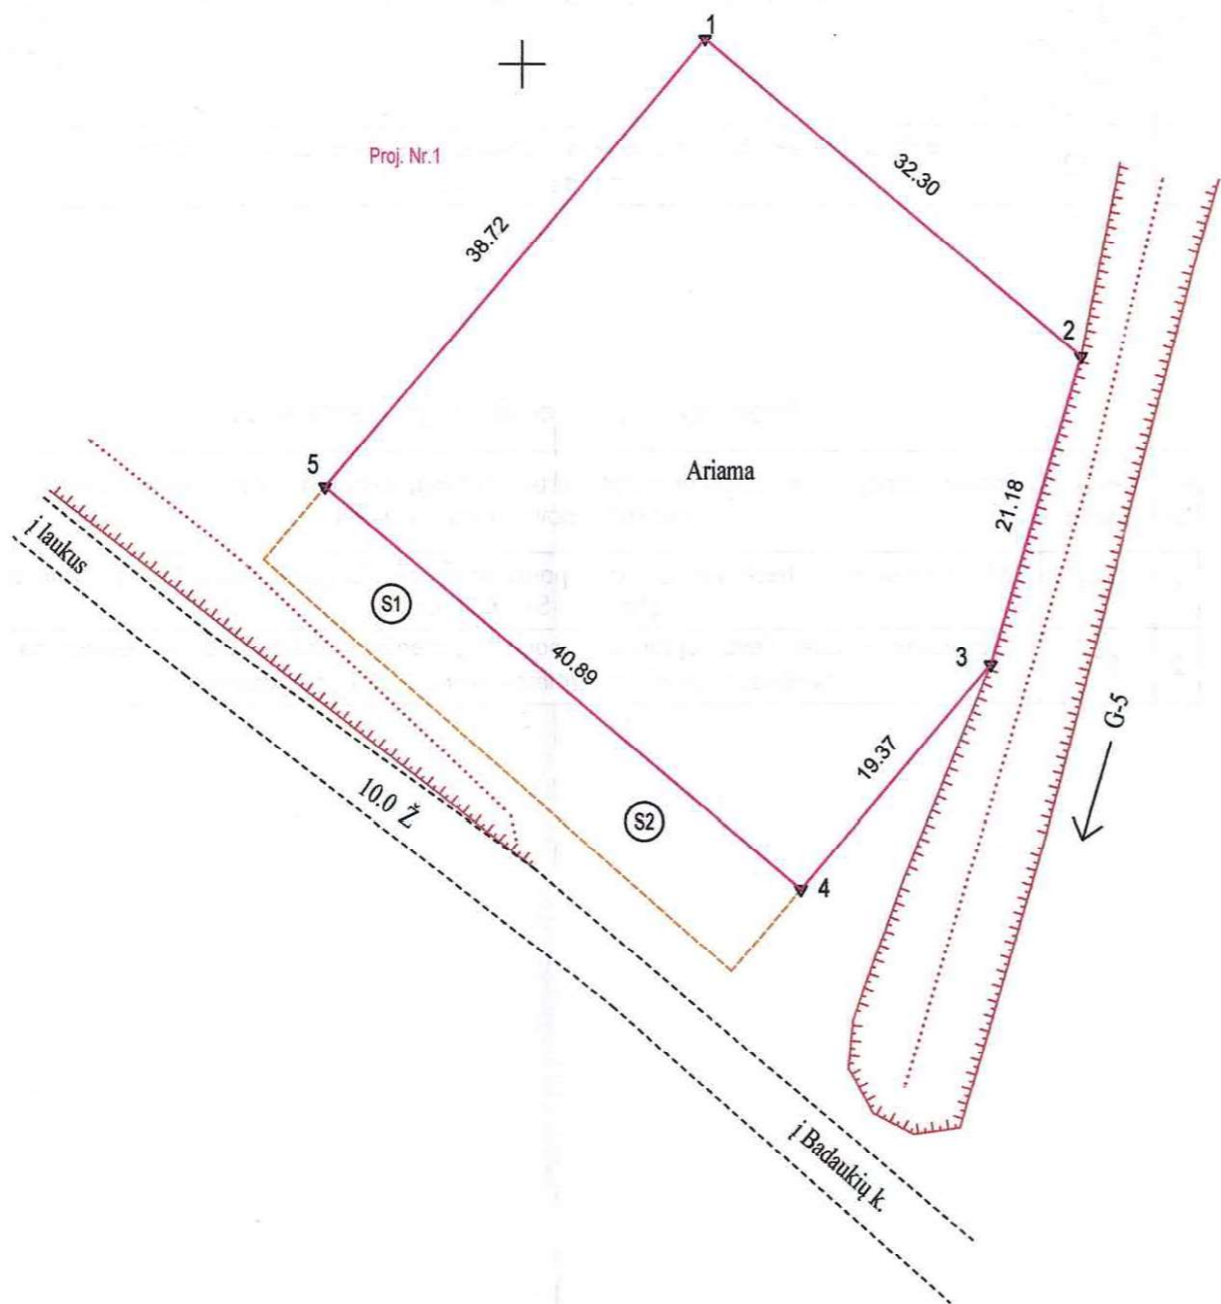 1
Proj. Nr.1
32.30
38.72
2
5
Ariama
21.18
į laukus
S1
40.89
3
G-5
19.37
10.0 Ž
S2
4
į Badaukių k.